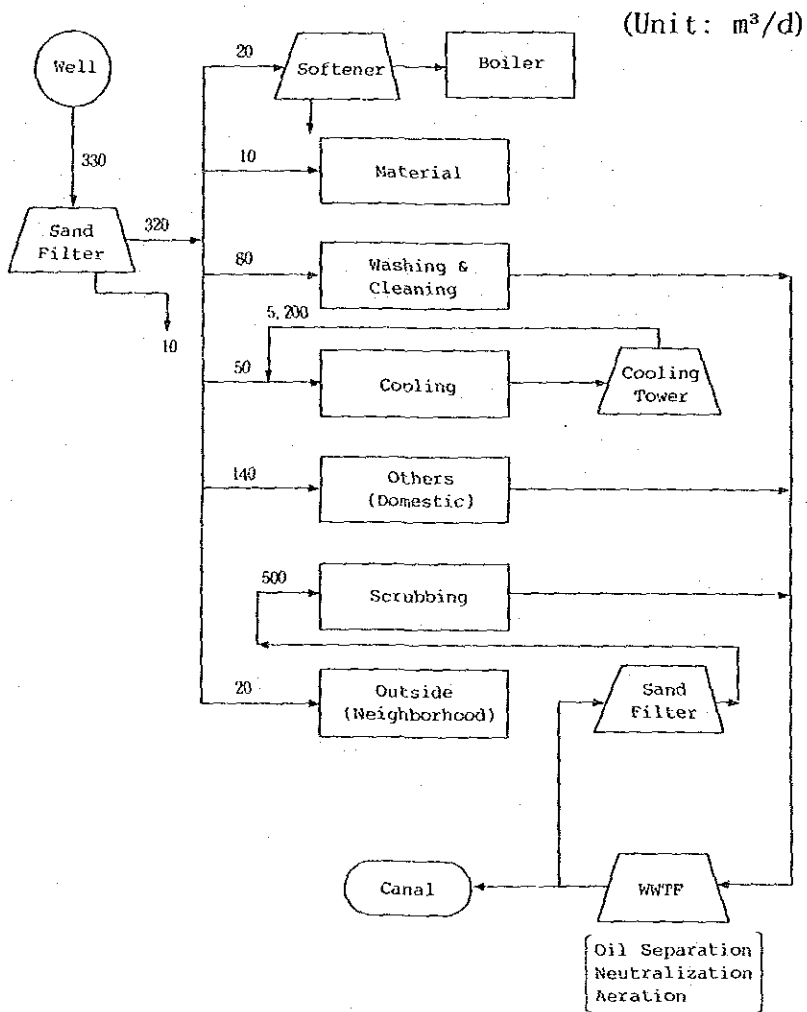 (Unit: m³/d)
Well
20
Softener
Boiler
330
10
Material
Sand
Filter
320
80
Washing &
Cleaning
10
5,200
50
Cooling
Cooling
Tower
140
Others
(Domestic)
500
Scrubbing
20
Outside
(Neighborhood)
Sand
Filter
Canal
WWTF
Oil Separation
Neutralization
Aeration